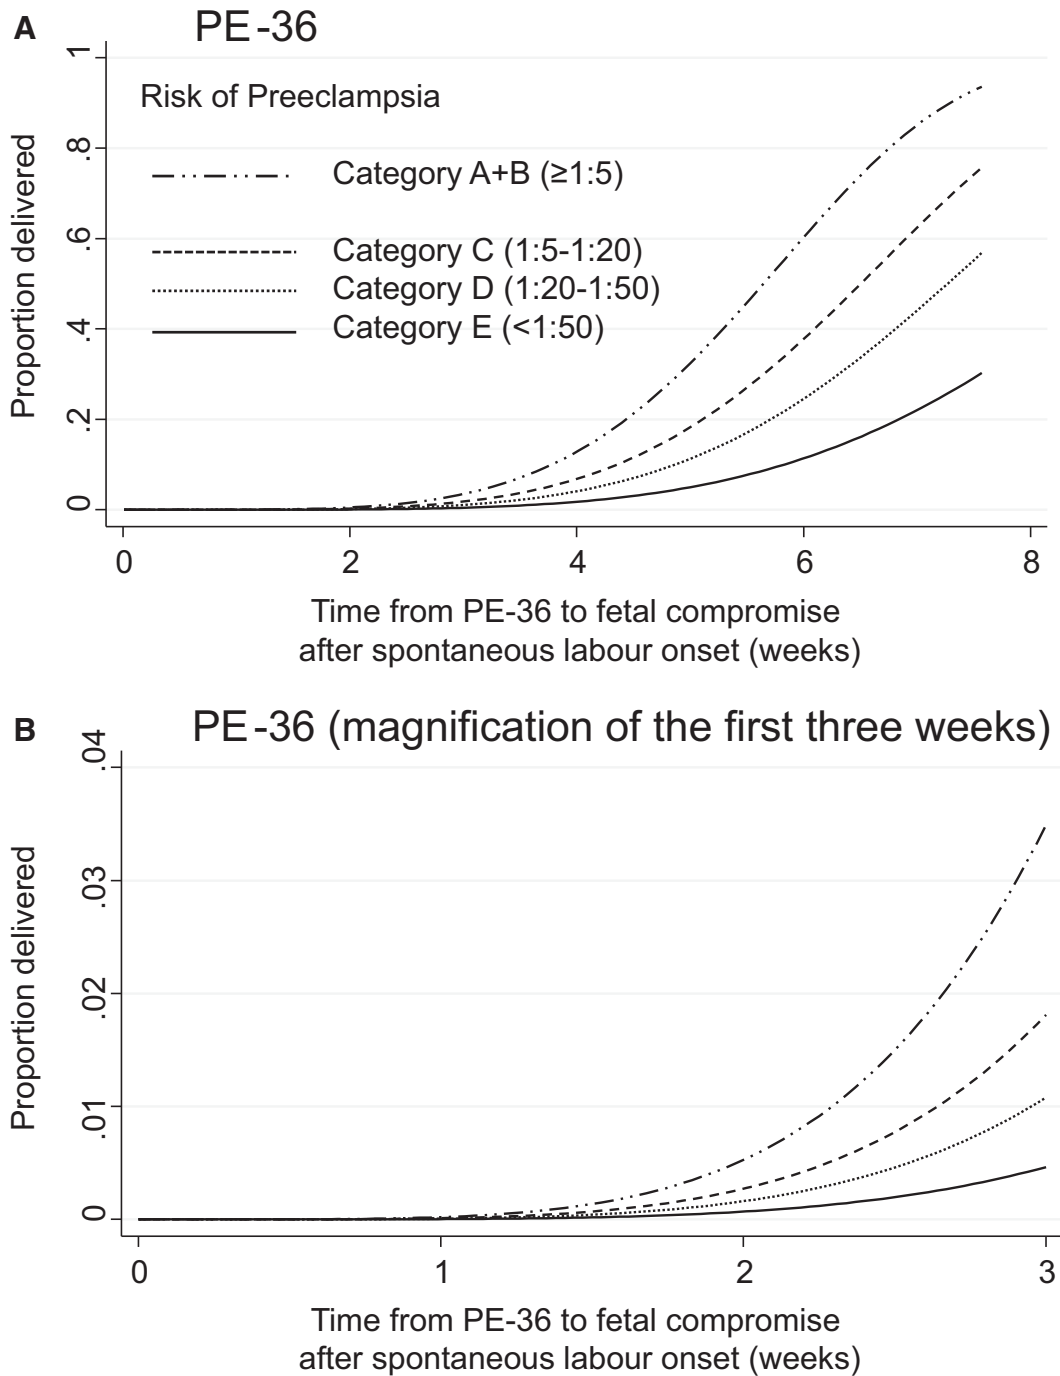 A
PE-36
1
.8
.6
.4
.2
0
Proportion delivered
Risk of Preeclampsia
Category A+B (≥1:5)
Category C (1:5-1:20)
Category D (1:20-1:50)
Category E (<1:50)
0 2 4 6 8
Time from PE-36 to fetal compromise
after spontaneous labour onset (weeks)
B
PE-36 (magnification of the first three weeks)
.04
.03
.02
.01
0
Proportion delivered
0 1 2 3
Time from PE-36 to fetal compromise
after spontaneous labour onset (weeks)